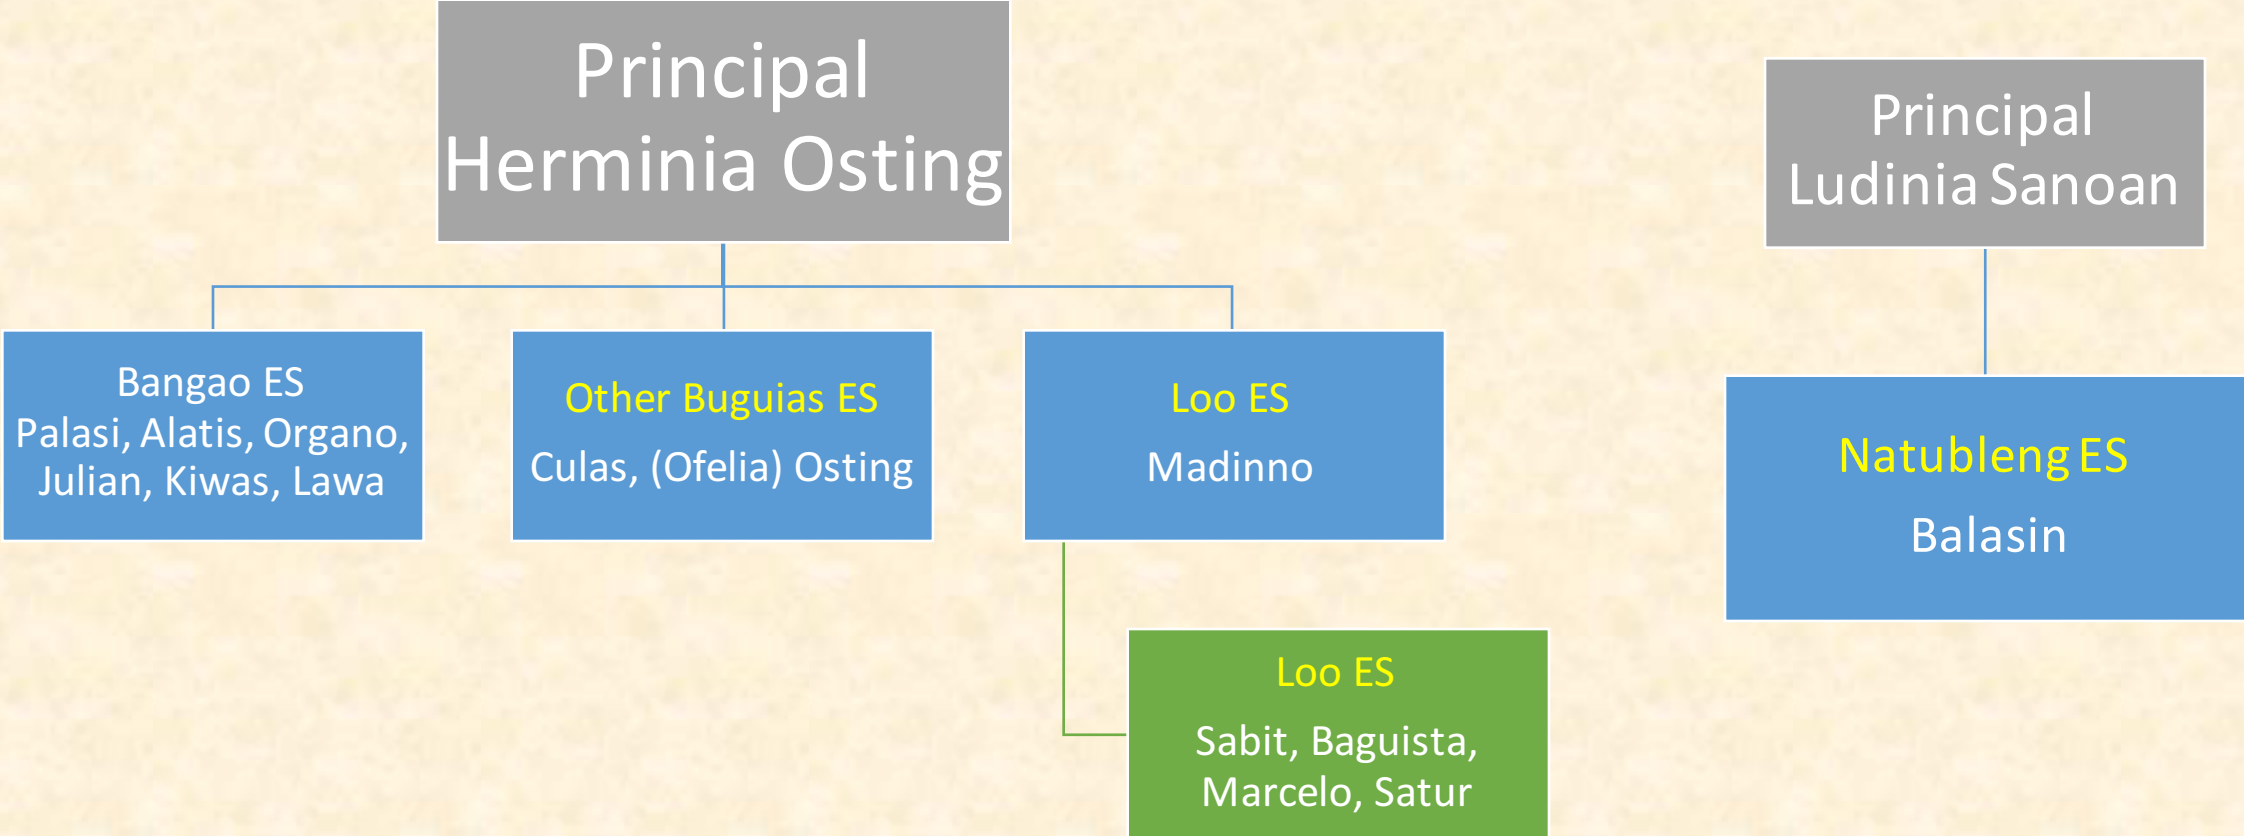 Principal
Herminia Osting
Principal
Ludinia Sanoan
Bangao ES
Palasi, Alatis, Organo,
Julian, Kiwas, Lawa
Other Buguias ES
Culas, (Ofelia) Osting
Loo ES
Madinno
Natubleng ES
Balasin
Loo ES
Sabit, Baguista,
Marcelo, Satur